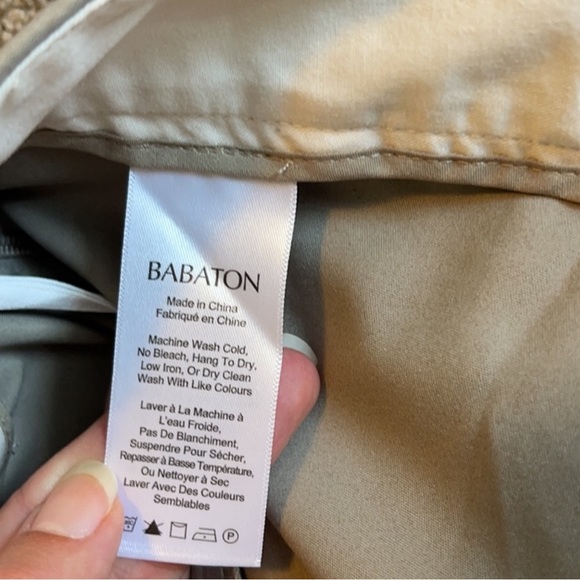 BABATON
Made in China
Fabriqué en Chine
Machine Wash Cold,
No Bleach, Hang To Dry,
Low Iron, Or Dry Clean
Wash With Like Colours
Laver à La Machine à
L'eau Froide,
Pas De Blanchiment,
Suspendre Pour Sécher,
Repasser à Basse Température,
Ou Nettoyer à Sec
Laver Avec Des Couleurs
Semblables
P